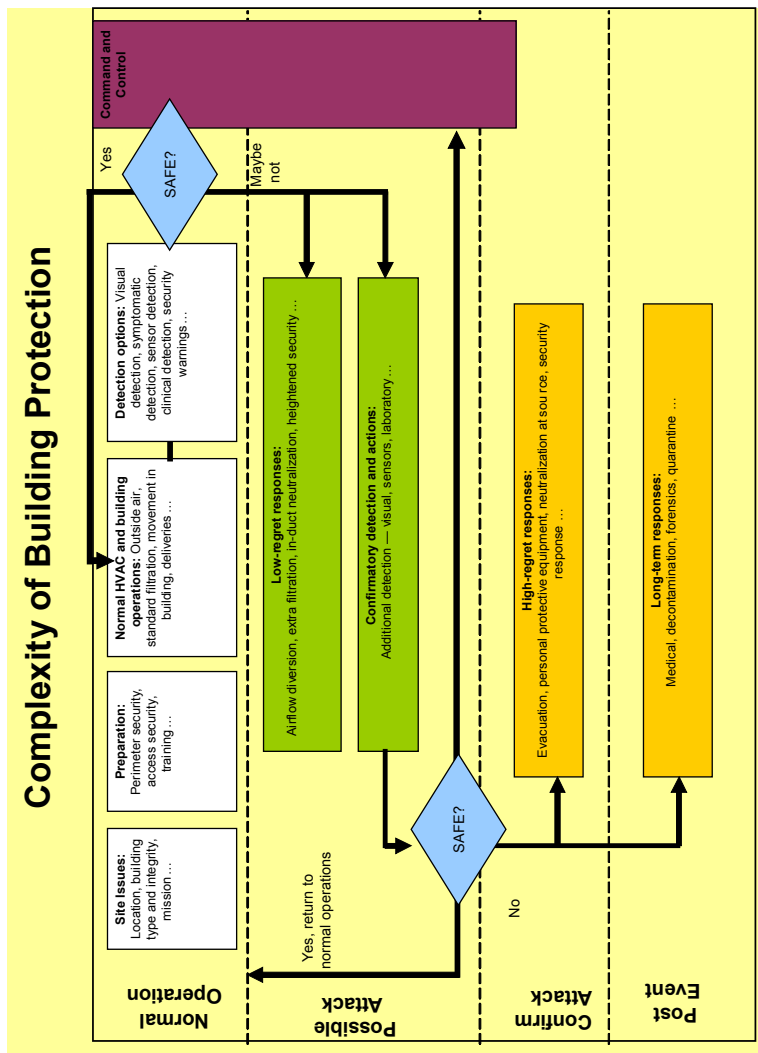 Complexity of Building Protection
Normal
Operation
Site Issues:
Location, building
type and integrity,
mission …
Preparation:
Perimeter security,
access security,
training …
Normal HVAC and building
operations: Outside air,
standard filtration, movement in
building, deliveries …
Detection options: Visual
detection, symptomatic
detection, sensor detection,
clinical detection, security
warnings…
SAFE?
Yes
Maybe
not
Command and
Control
Possible
Attack
Yes, return to
normal operations
Low-regret responses:
Airflow diversion, extra filtration, in-duct neutralization, heightened security …
Confirmatory detection and actions:
Additional detection — visual, sensors, laboratory …
SAFE?
Confirm
Attack
No
High-regret responses:
Evacuation, personal protective equipment, neutralization at sou rce, security
response …
Post
Event
Long-term responses:
Medical, decontamination, forensics, quarantine …